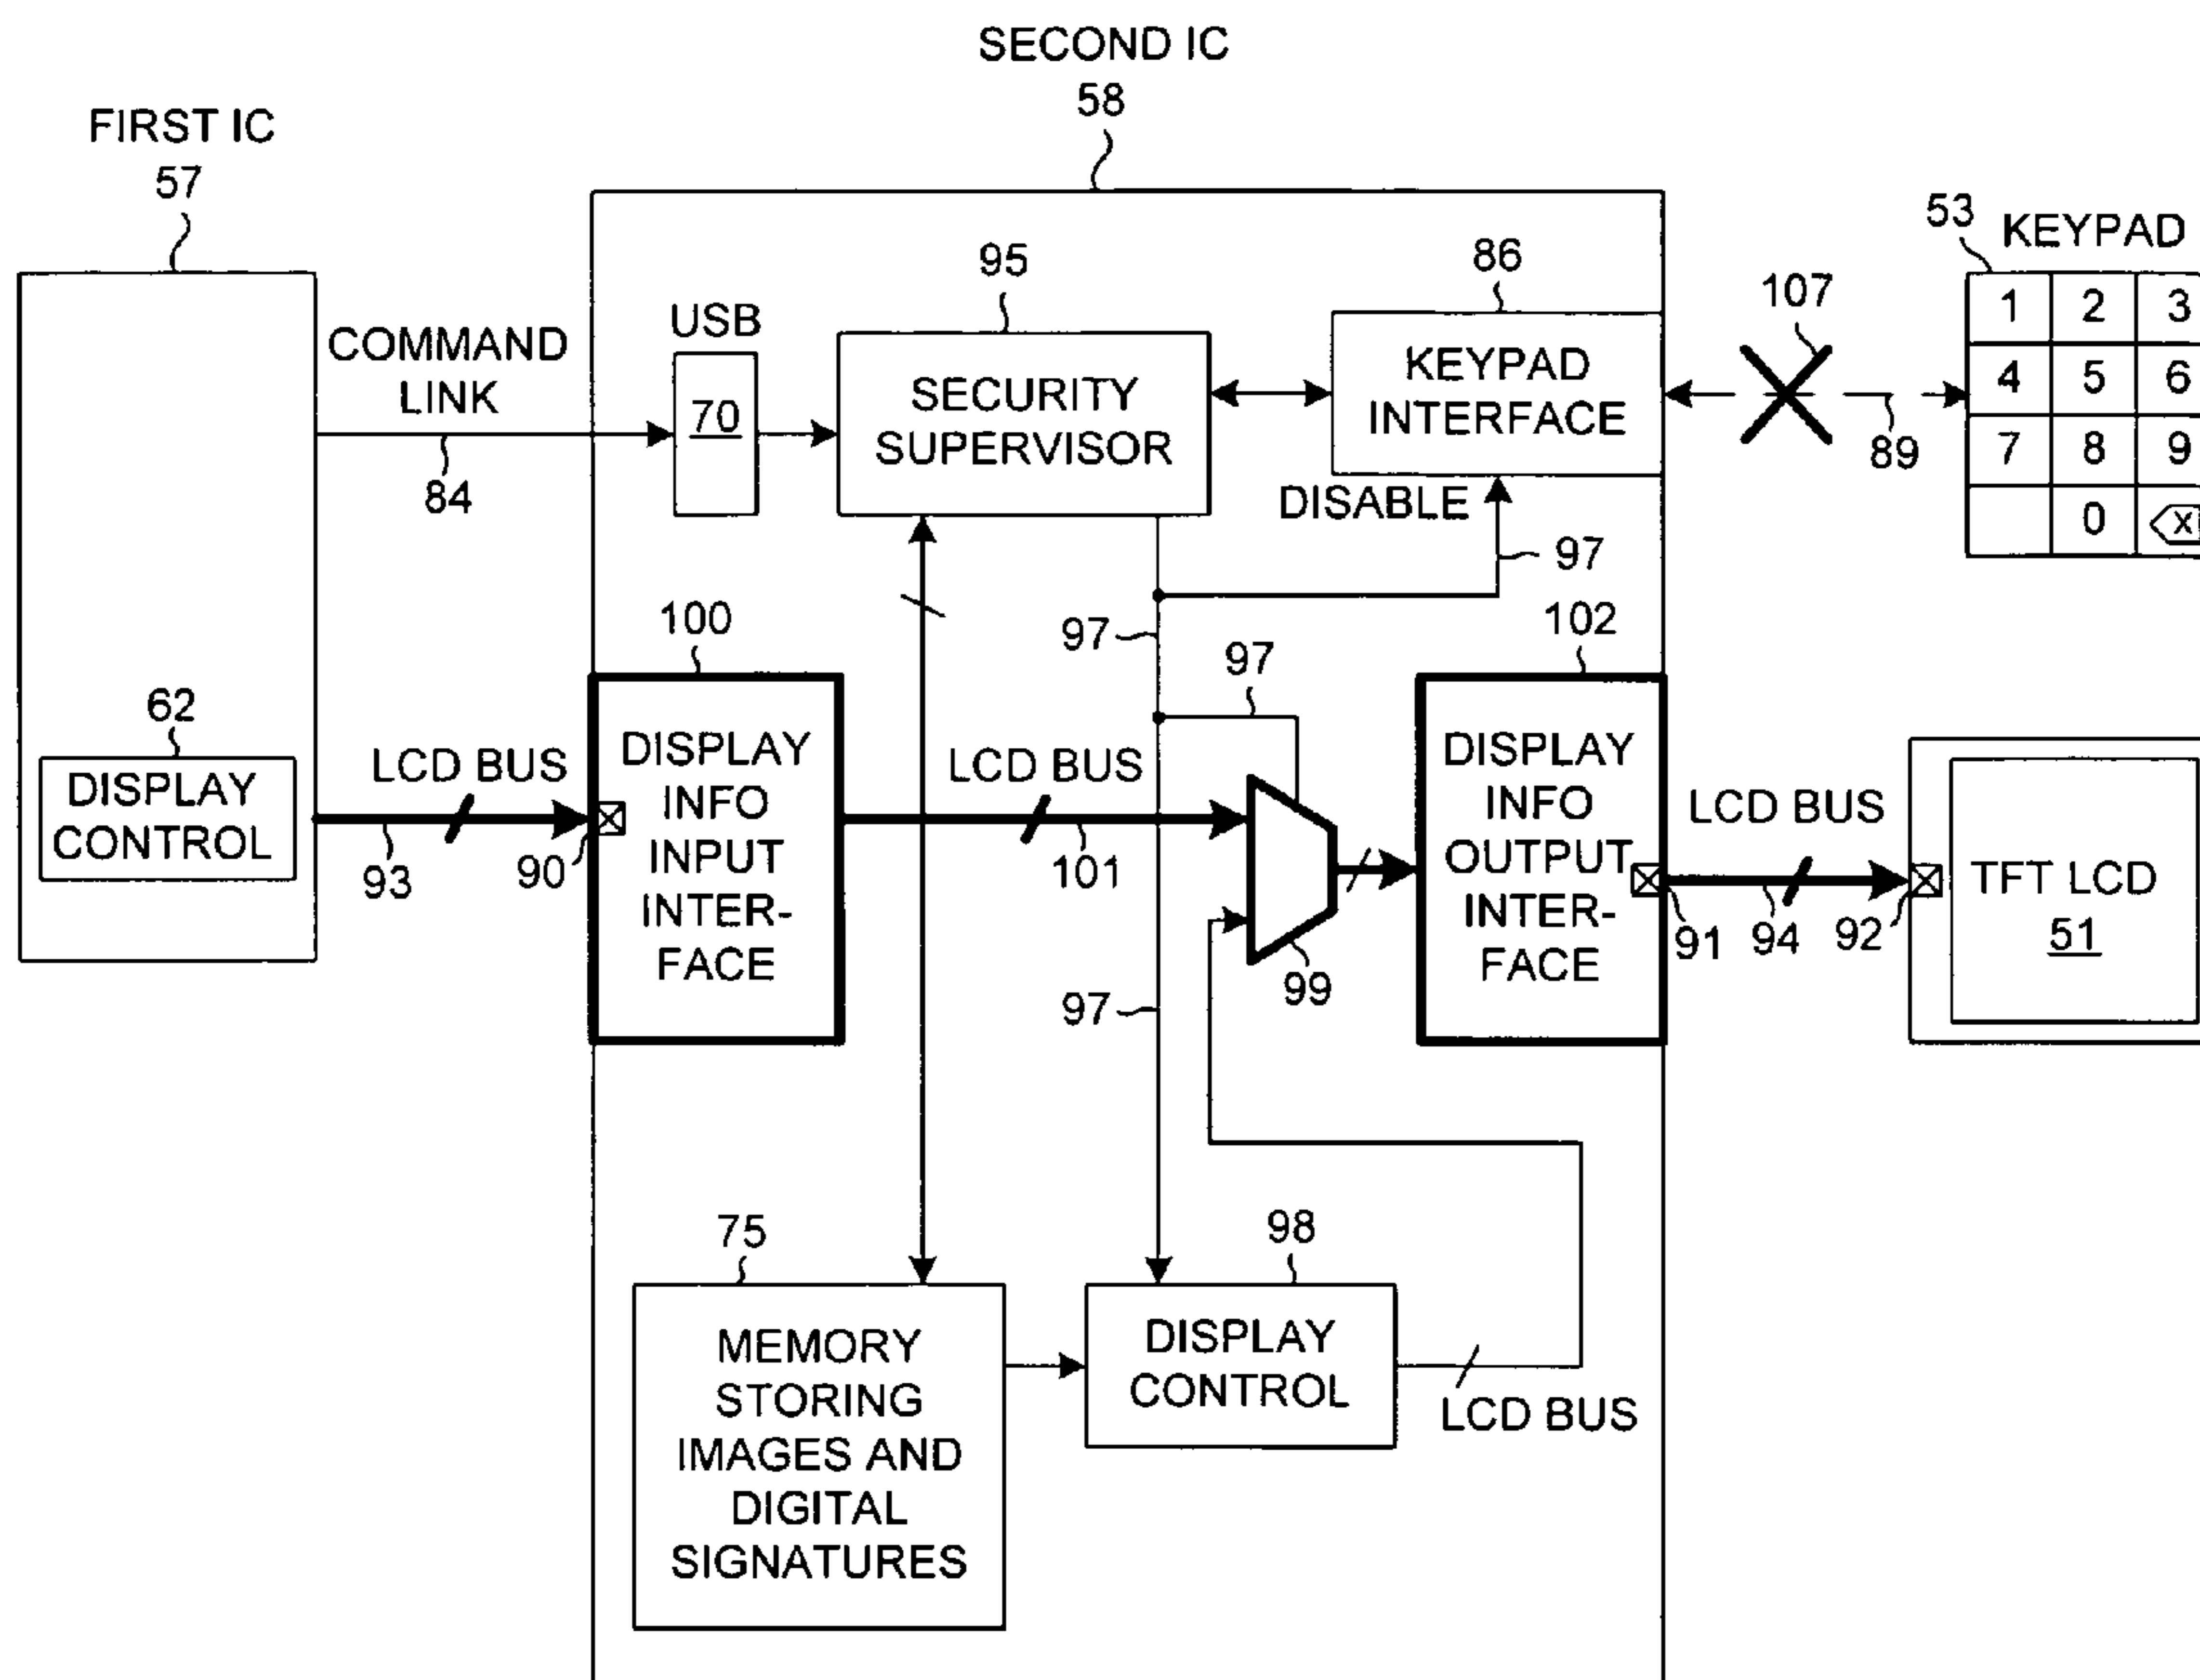 SECOND IC
58
FIRST IC
57
53
KEYPAD
1 2 3
4 5 6
7 8 9
0 X
107
89
95
86
USB
70
COMMAND
LINK
84
SECURITY
SUPERVISOR
KEYPAD
INTERFACE
DISABLE
97
97
97
97
100
102
62
DISPLAY
CONTROL
LCD BUS
93
90
DISPLAY
INFO
INPUT
INTER-
FACE
LCD BUS
101
99
DISPLAY
INFO
OUTPUT
INTER-
FACE
LCD BUS
91
94
92
TFT LCD
51
75
98
MEMORY
STORING
IMAGES AND
DIGITAL
SIGNATURES
DISPLAY
CONTROL
LCD BUS